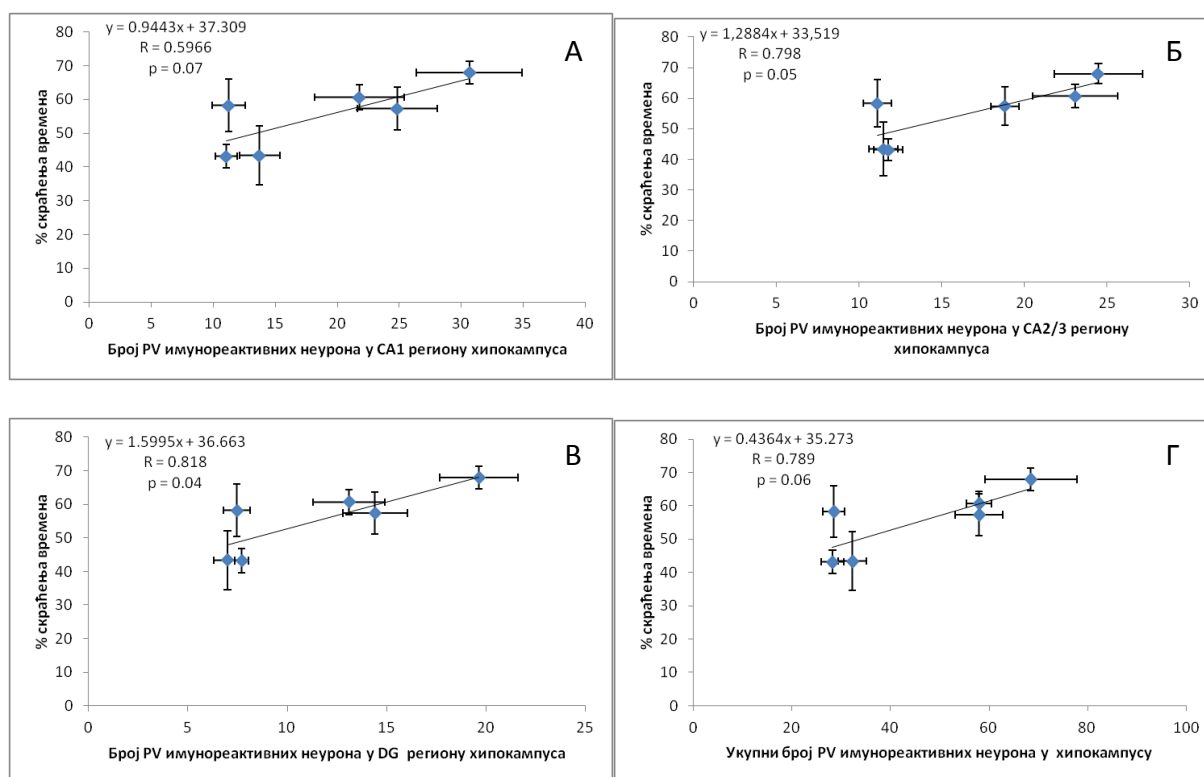 y = 0.9443x + 37.309
R = 0.5966
p = 0.07
А
80
70
60
50
40
30
20
10
0
% скраћења времена
0 5 10 15 20 25 30 35 40
Број PV имунореактивних неурона у CA1 региону хипокампуса
y = 1,2884x + 33,519
R = 0.798
p = 0.05
Б
80
70
60
50
40
30
20
10
0
% скраћења времена
0 10 20 30
Број PV имунореактивних неурона у CA2/3 региону
хипокампуса
y = 1.5995x + 36.663
R = 0.818
p = 0.04
В
80
70
60
50
40
30
20
10
0
% скраћења времена
0 5 10 15 20 25
Број PV имунореактивних неурона у DG региону хипокампуса
y = 0.4364x + 35.273
R = 0.789
p = 0.06
Г
80
70
60
50
40
30
20
10
0
% скраћења времена
0 20 40 60 80 100
Укупни број PV имунореактивних неурона у хипокампусу